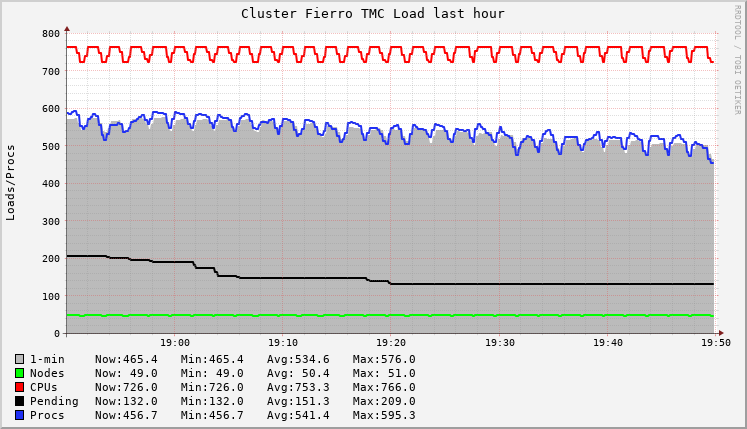 Cluster Fierro TMC Load last hour
RRDTOOL / TOBI OETIKER
Loads/Procs
800
700
600
500
400
300
200
100
0
19:00 19:10 19:20 19:30 19:40 19:50
1-min Now:465.4 Min:465.4 Avg:534.6 Max:576.0
Nodes Now: 49.0 Min: 49.0 Avg: 50.4 Max: 51.0
CPUs Now:726.0 Min:726.0 Avg:753.3 Max:766.0
Pending Now:132.0 Min:132.0 Avg:151.3 Max:209.0
Procs Now:456.7 Min:456.7 Avg:541.4 Max:595.3